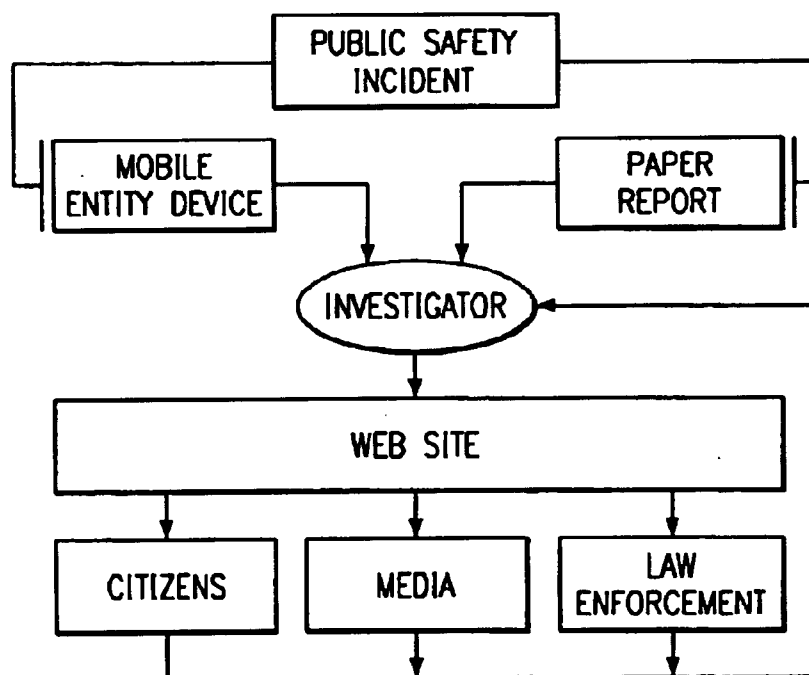 PUBLIC SAFETY
INCIDENT
MOBILE
ENTITY DEVICE
PAPER
REPORT
INVESTIGATOR
WEB SITE
CITIZENS
MEDIA
LAW
ENFORCEMENT